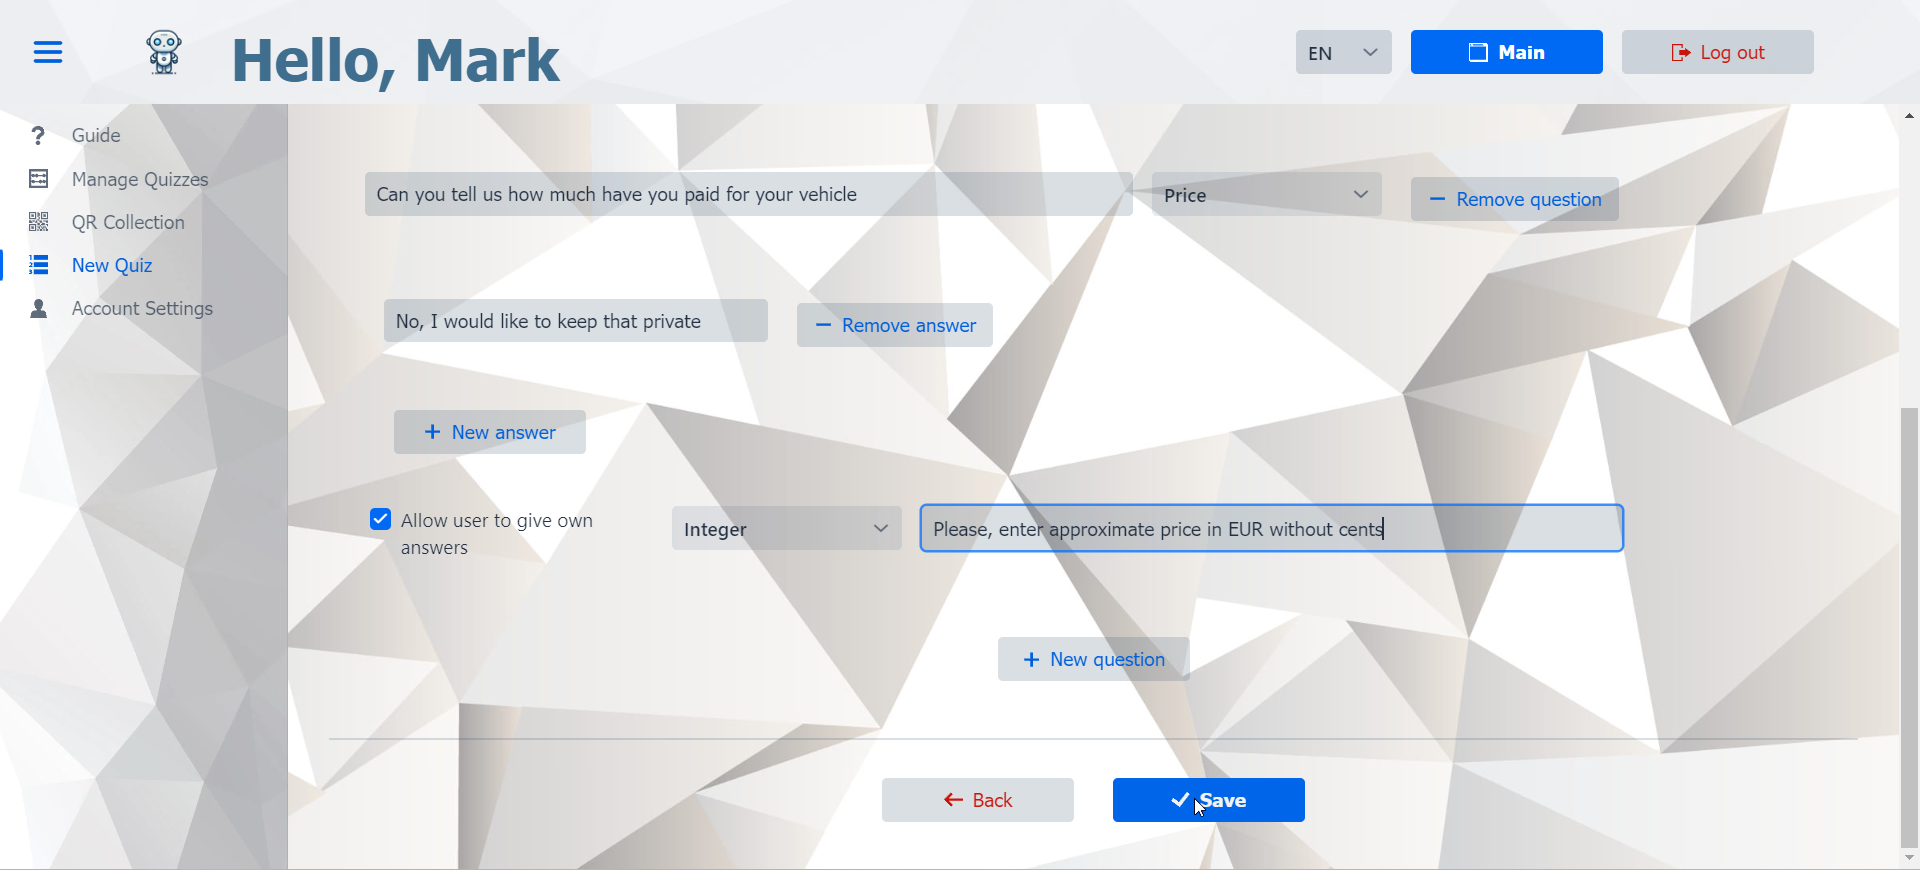 Hello, Mark
EN
Main
Log out
Guide
Manage Quizzes
QR Collection
New Quiz
Account Settings
Can you tell us how much have you paid for your vehicle
Price
Remove question
No, I would like to keep that private
Remove answer
+ New answer
Allow user to give own
answers
Integer
Please, enter approximate price in EUR without cents
+ New question
Back
Save